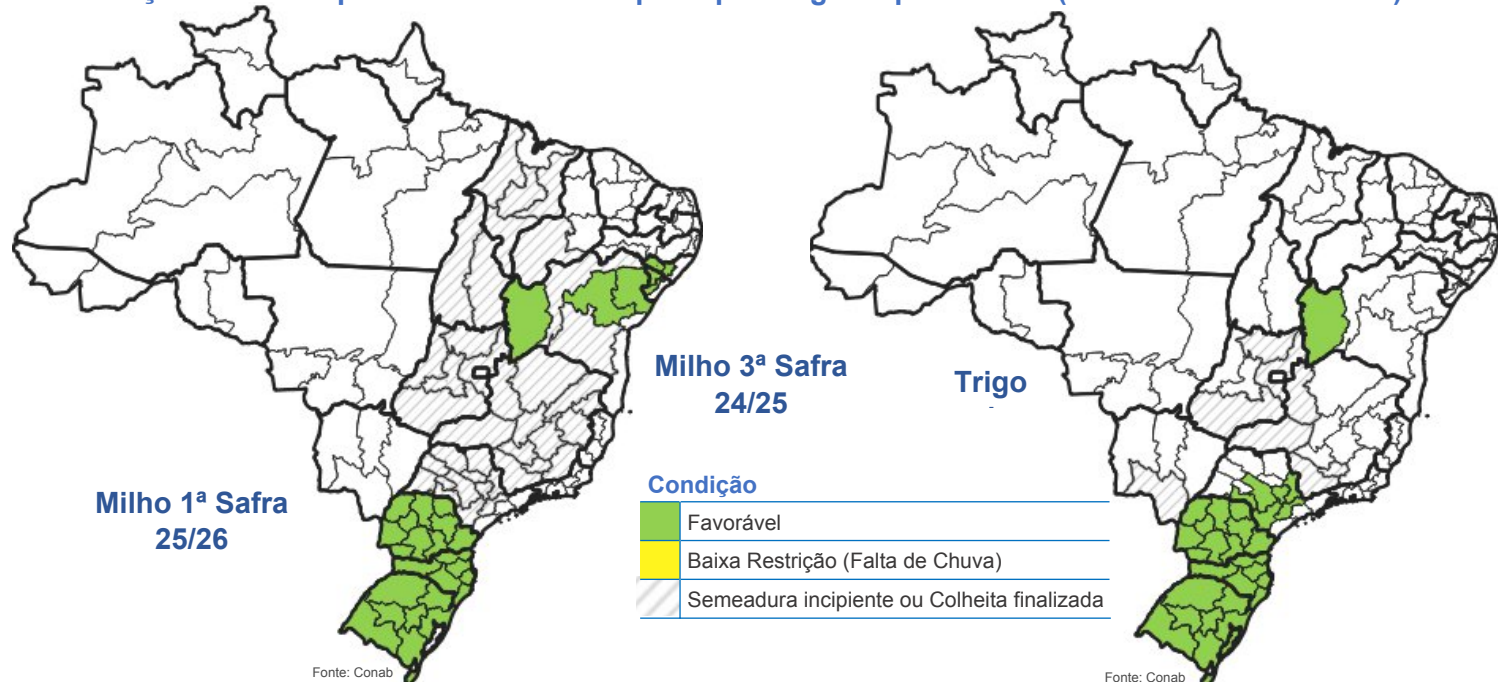 Milho 3ª Safra
24/25
Trigo
Milho 1ª Safra
25/26
Condição
Favorável
Baixa Restrição (Falta de Chuva)
Semeadura incipiente ou Colheita finalizada
Fonte: Conab
Fonte: Conab